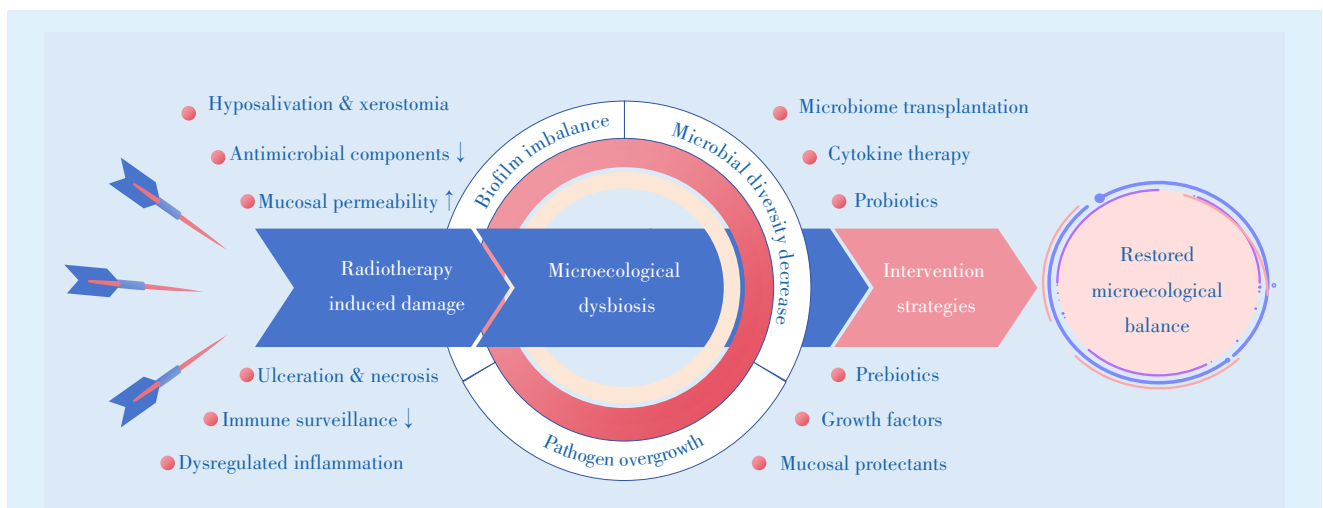 Hyposalivation & xerostomia
Antimicrobial components ↓
Mucosal permeability ↑
Radiotherapy
induced damage
Ulceration & necrosis
Immune surveillance ↓
Dysregulated inflammation
Biofilm imbalance
Microbial diversity decrease
Microecological
dysbiosis
Pathogen overgrowth
Microbiome transplantation
Cytokine therapy
Probiotics
Intervention
strategies
Prebiotics
Growth factors
Mucosal protectants
Restored
microecological
balance